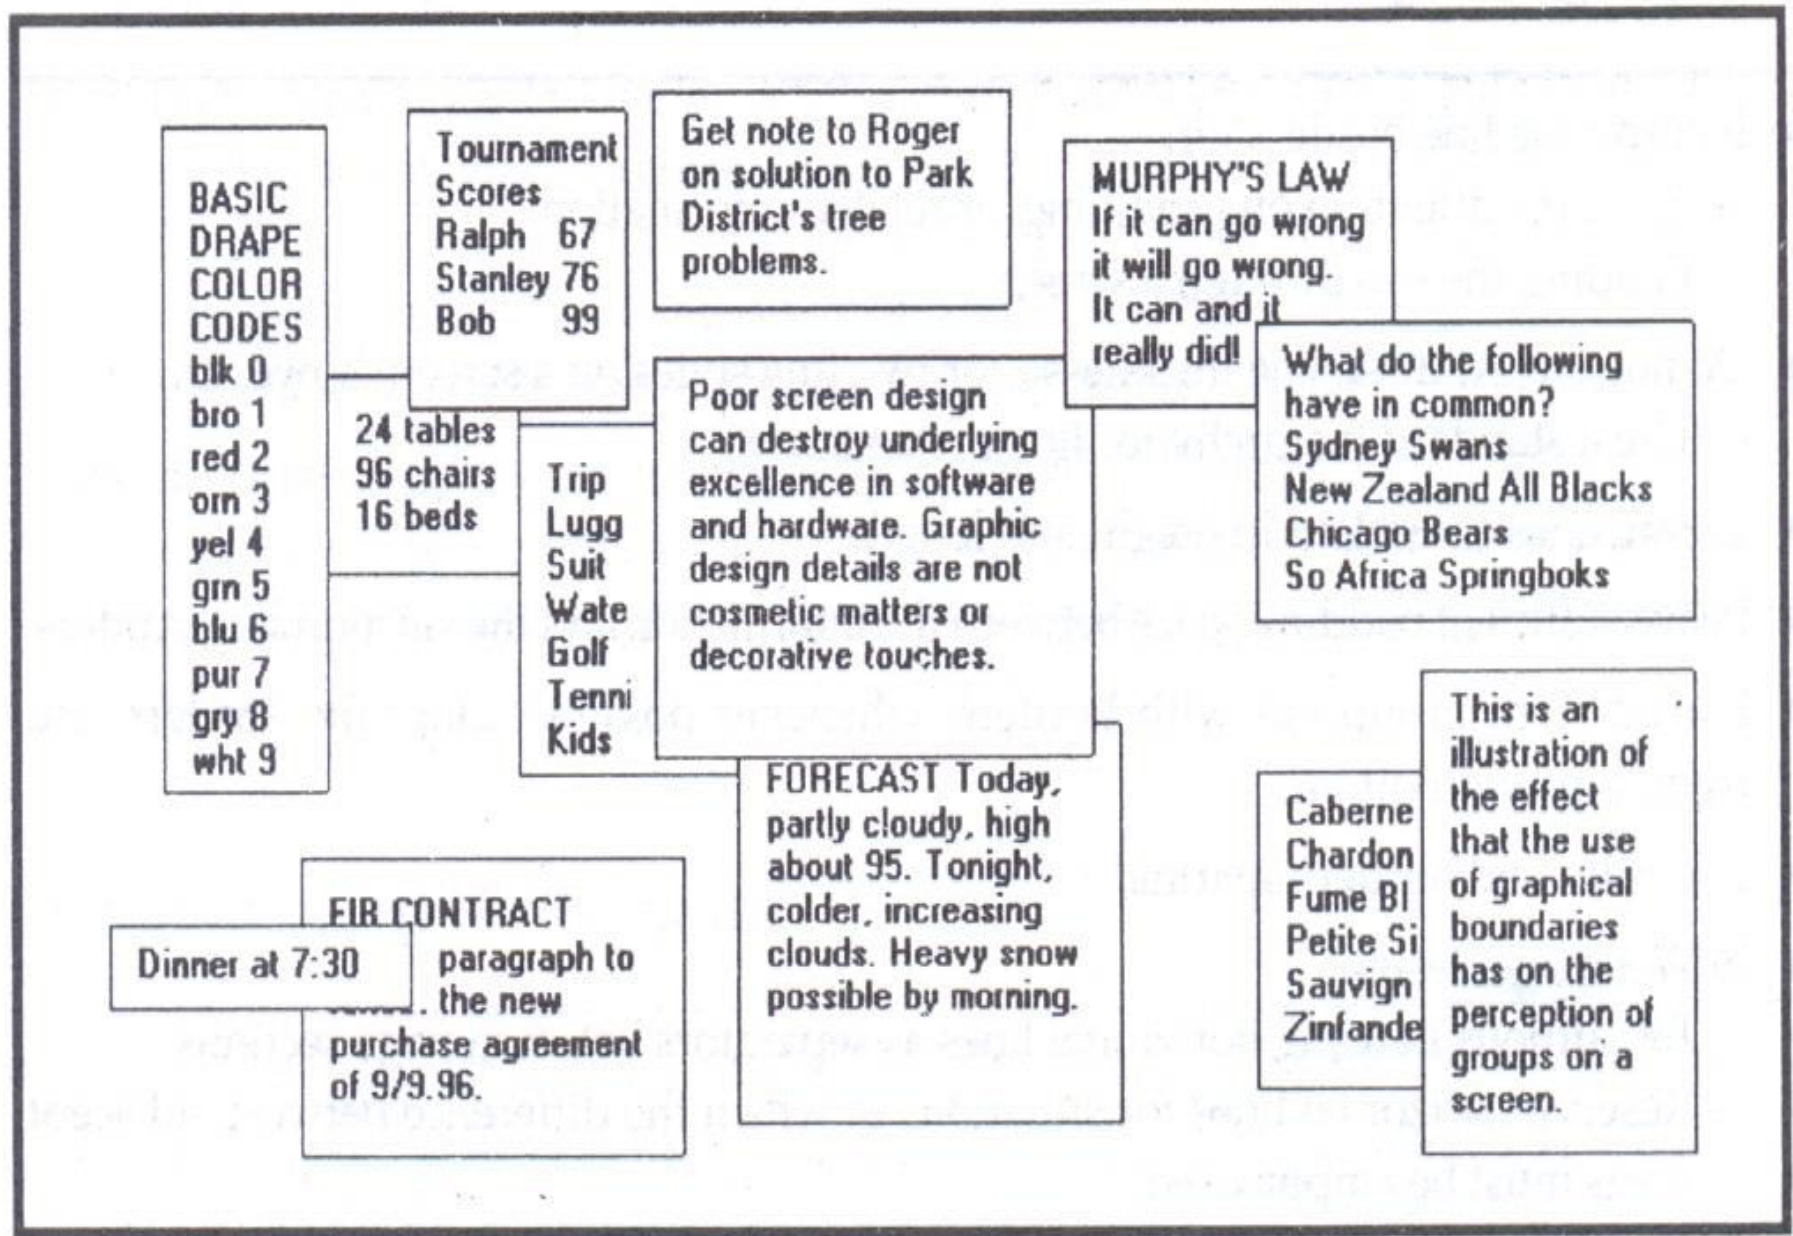 BASIC
DRAPE
COLOR
CODES
blk 0
bro 1
red 2
orn 3
yel 4
grn 5
blu 6
pur 7
gry 8
wht 9
Tournament
Scores
Ralph 67
Stanley 76
Bob 99
24 tables
96 chairs
16 beds
Get note to Roger
on solution to Park
District's tree
problems.
Trip
Lugg
Suit
Wate
Golf
Tenni
Kids
Poor screen design
can destroy underlying
excellence in software
and hardware. Graphic
design details are not
cosmetic matters or
decorative touches.
MURPHY'S LAW
If it can go wrong
it will go wrong.
It can and it
really did!
What do the following
have in common?
Sydney Swans
New Zealand All Blacks
Chicago Bears
So Africa Springboks
FORECAST Today,
partly cloudy, high
about 95. Tonight,
colder, increasing
clouds. Heavy snow
possible by morning.
Caberne
Chardon
Fume Bl
Petite Si
Sauvign
Zinfande
This is an
illustration of
the effect
that the use
of graphical
boundaries
has on the
perception of
groups on a
screen.
Dinner at 7:30
CONTRACT
paragraph to
the new
purchase agreement
of 9/9.96.